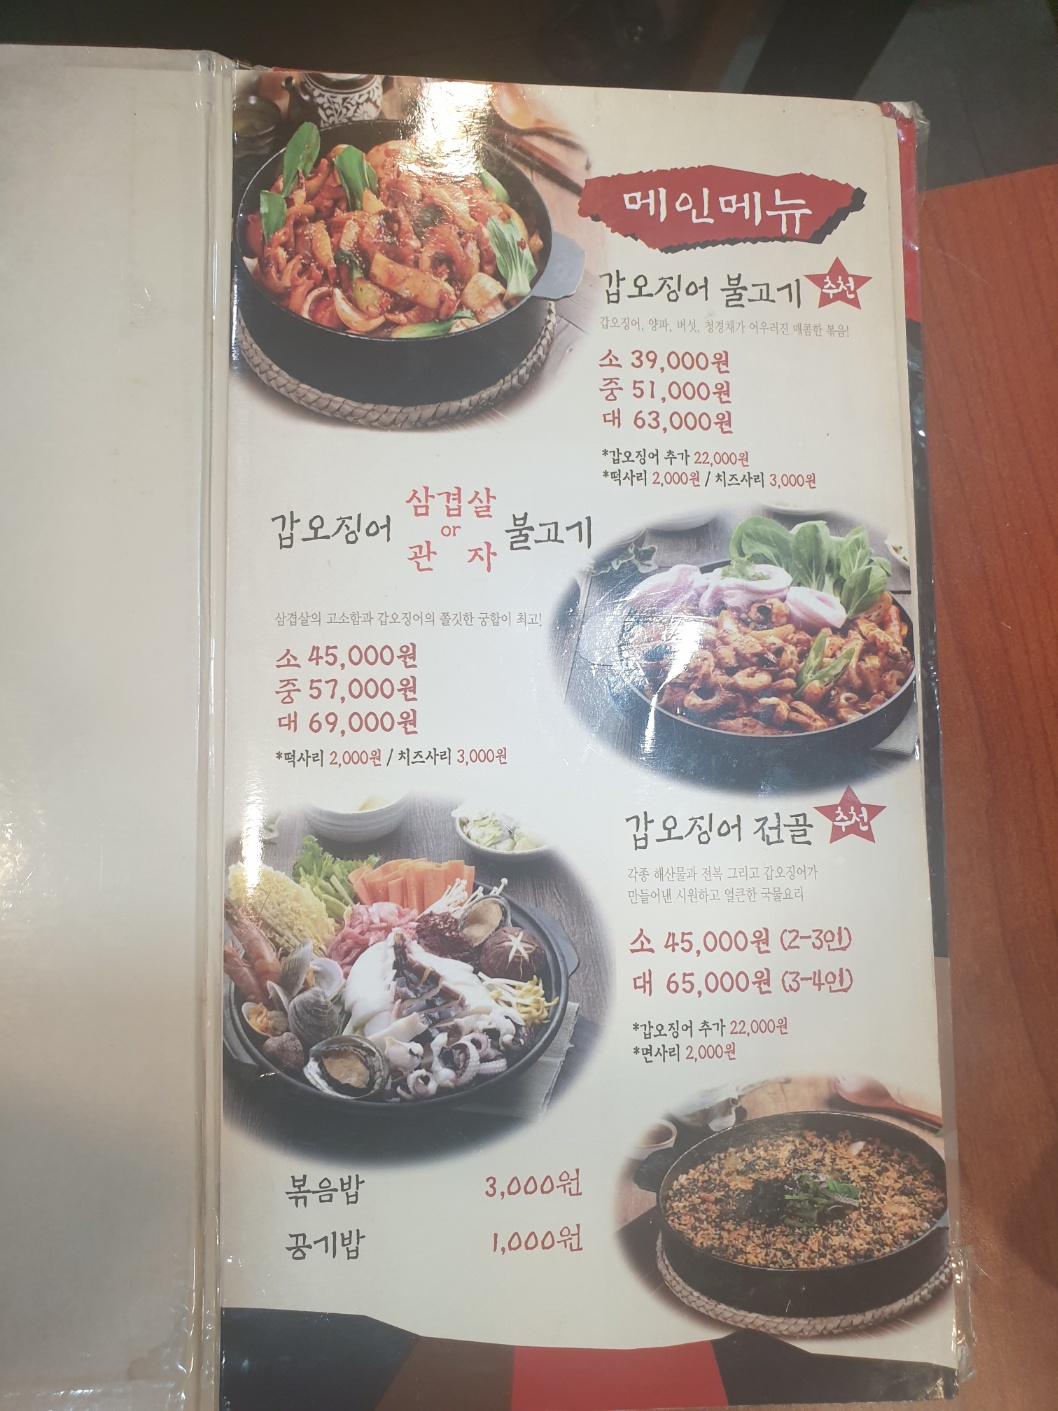 메인메뉴
갑오징어 불고기 추천
갑오징어, 양파, 버섯, 청경채가 어우러진 매콤한 볶음!
소 39,000원
중 51,000원
대 63,000원
*갑오징어 추가 22,000원
*떡사리 2,000원 / 치즈사리 3,000원
갑오징어 삼겹살 or 관자 불고기
삼겹살의 고소함과 갑오징어의 쫄깃한 궁합이 최고!
소 45,000원
중 57,000원
대 69,000원
*떡사리 2,000원 / 치즈사리 3,000원
갑오징어 전골 추천
각종 해산물과 전복 그리고 갑오징어가
만들어낸 시원하고 얼큰한 국물요리
소 45,000원 (2-3인)
대 65,000원 (3-4인)
*갑오징어 추가 22,000원
*면사리 2,000원
볶음밥 3,000원
공기밥 1,000원